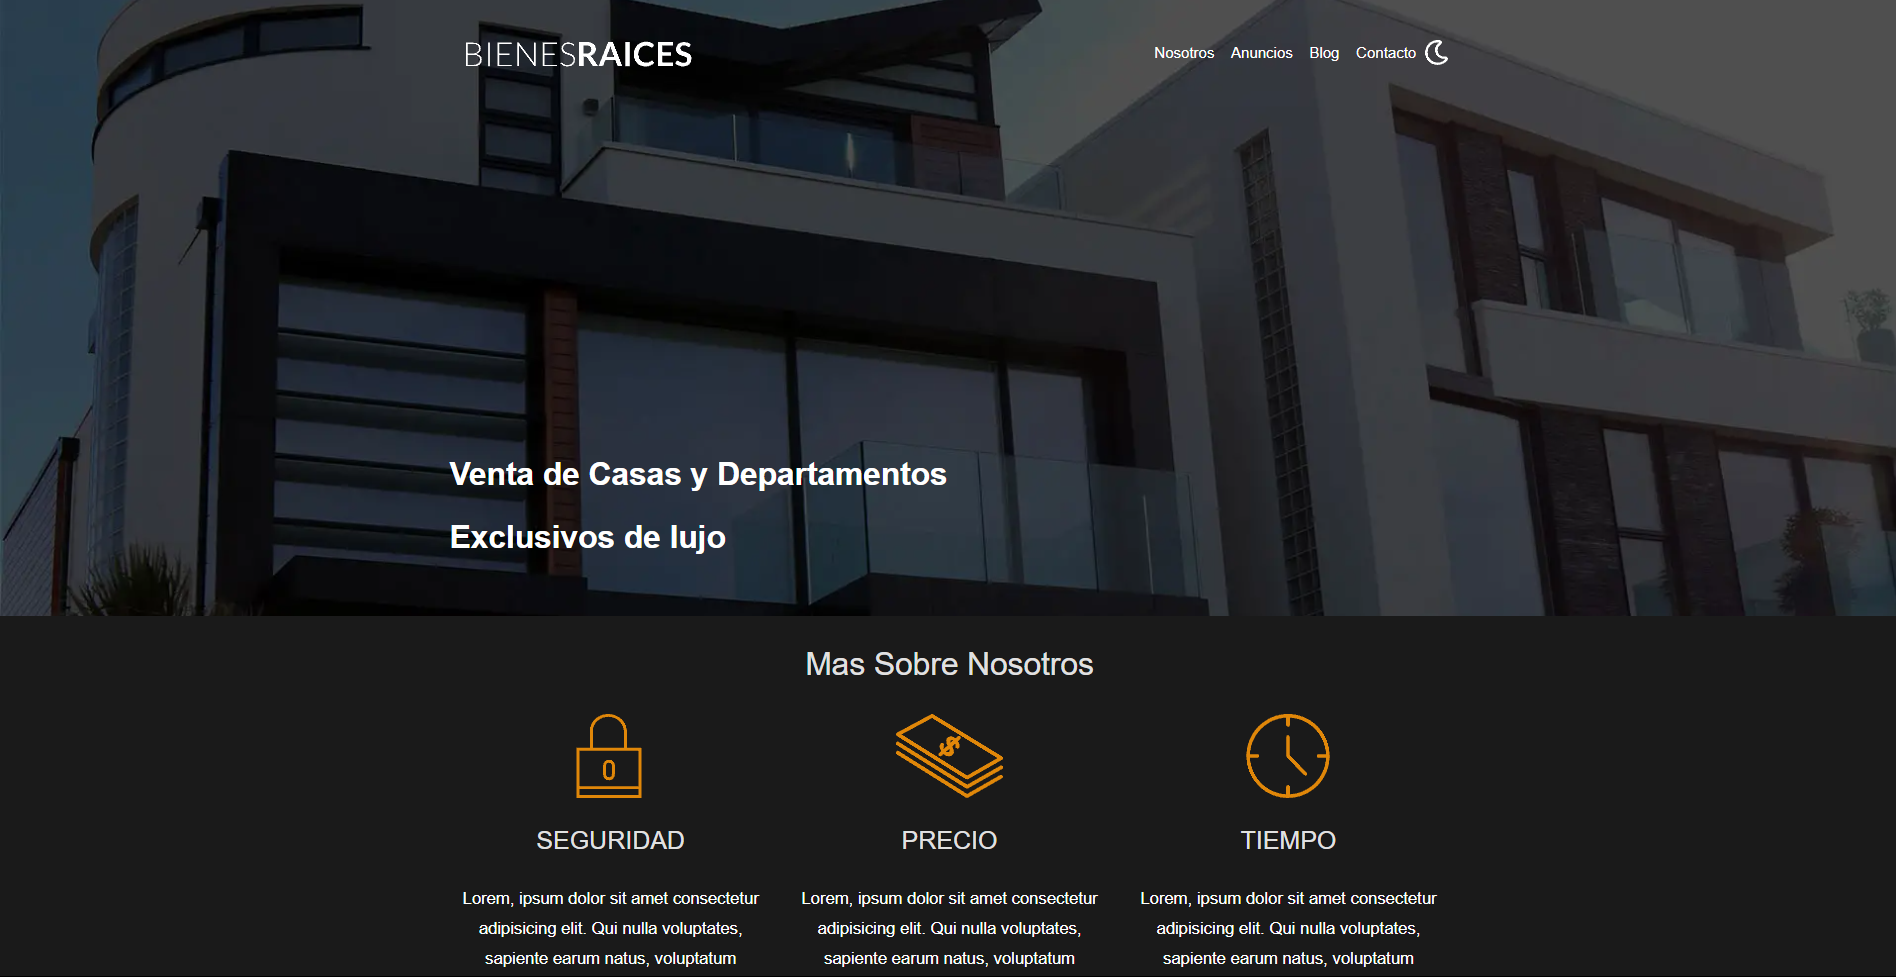 BIENESRAICES
Nosotros Anuncios Blog Contacto
Venta de Casas y Departamentos
Exclusivos de lujo
Mas Sobre Nosotros
0
$
SEGURIDAD
PRECIO
TIEMPO
Lorem, ipsum dolor sit amet consectetur
adipisicing elit. Qui nulla voluptates,
sapiente earum natus, voluptatum
Lorem, ipsum dolor sit amet consectetur
adipisicing elit. Qui nulla voluptates,
sapiente earum natus, voluptatum
Lorem, ipsum dolor sit amet consectetur
adipisicing elit. Qui nulla voluptates,
sapiente earum natus, voluptatum